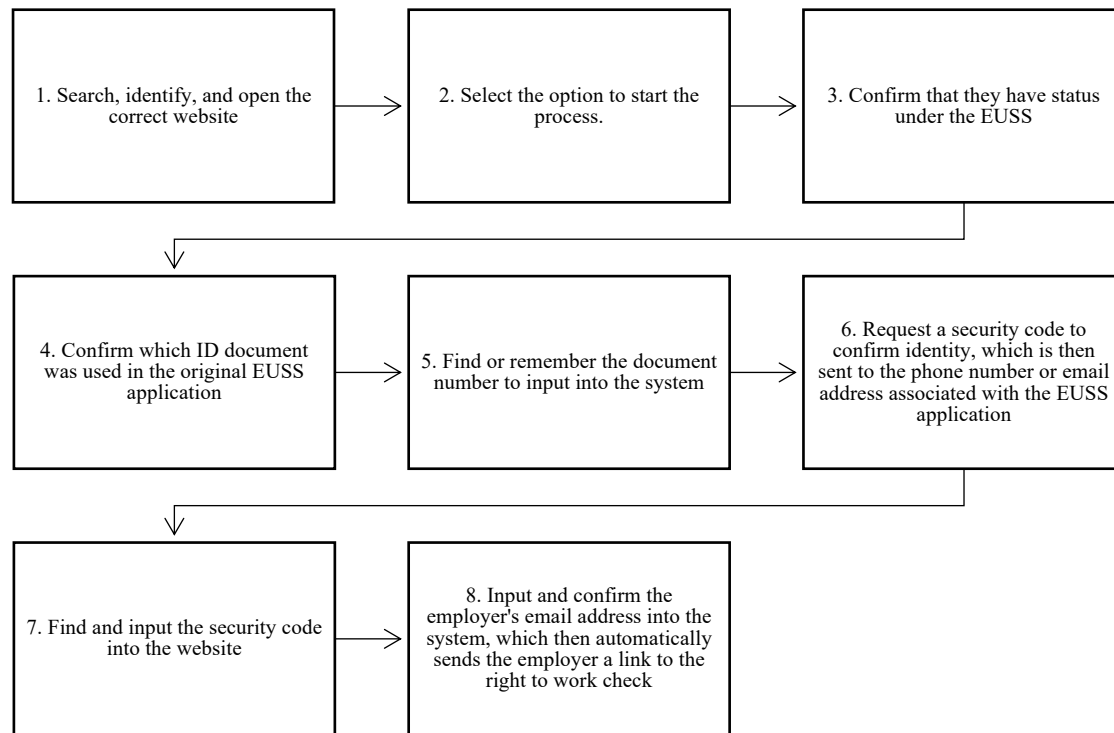 1. Search, identify, and open the
correct website
2. Select the option to start the
process.
3. Confirm that they have status
under the EUSS
4. Confirm which ID document
was used in the original EUSS
application
5. Find or remember the document
number to input into the system
6. Request a security code to
confirm identity, which is then
sent to the phone number or email
address associated with the EUSS
application
7. Find and input the security code
into the website
8. Input and confirm the
employer's email address into the
system, which then automatically
sends the employer a link to the
right to work check